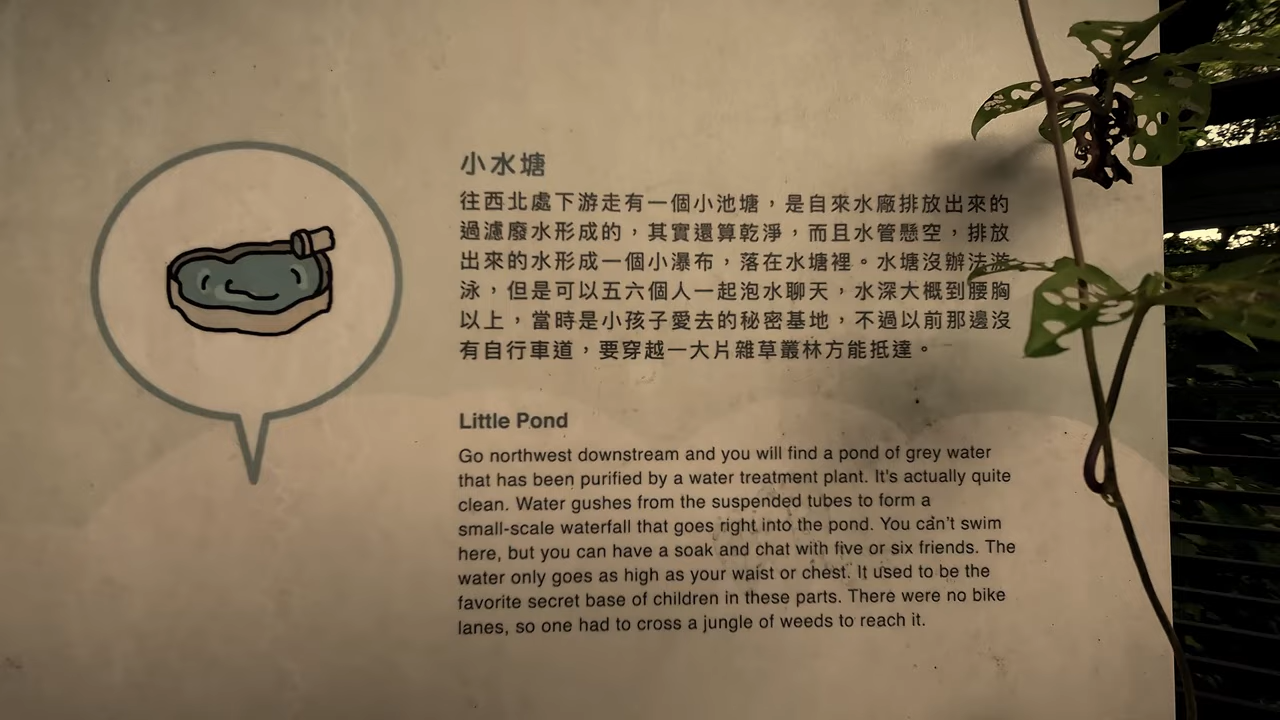 小水塘
往西北處下游走有一個小池塘，是自來水廠排放出來的
過濾廢水形成的，其實還算乾淨，而且水管懸空，排放
出來的水形成一個小瀑布，落在水塘裡。水塘沒辦法游
泳，但是可以五六個人一起泡水聊天，水深大概到腰胸
以上，當時是小孩子愛去的秘密基地，不過以前那邊沒
有自行車道，要穿越一大片雜草叢林方能抵達。
Little Pond
Go northwest downstream and you will find a pond of grey water
that has been purified by a water treatment plant. It's actually quite
clean. Water gushes from the suspended tubes to form a
small-scale waterfall that goes right into the pond. You can't swim
here, but you can have a soak and chat with five or six friends. The
water only goes as high as your waist or chest. It used to be the
favorite secret base of children in these parts. There were no bike
lanes, so one had to cross a jungle of weeds to reach it.